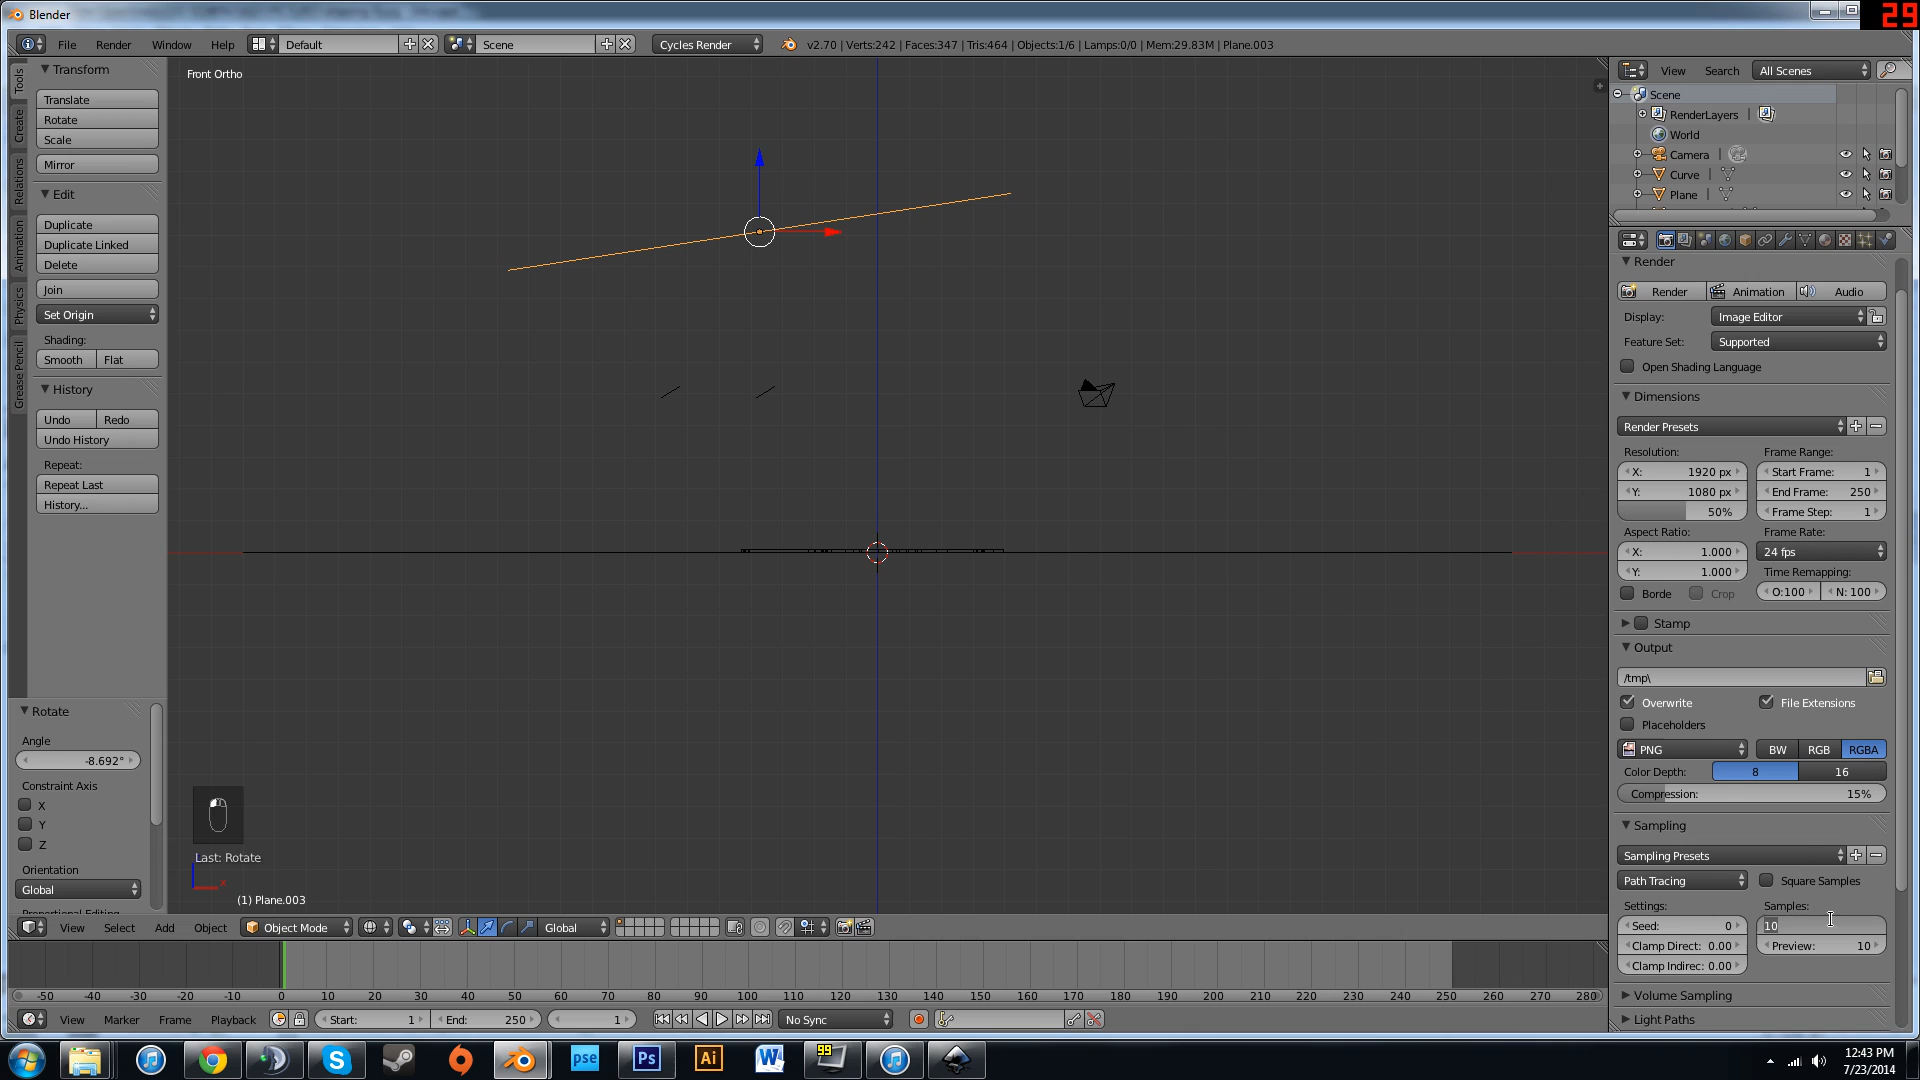 Blender
29
File Render Window Help Default Scene Cycles Render v2.70 | Verts:242 | Faces:347 | Tris:464 | Objects:1/6 | Lamps:0/0 | Mem:29.83M | Plane.003
Tools
Create
Relations
Animation
Physics
Grease Pencil
Transform
Translate
Rotate
Scale
Mirror
Edit
Duplicate
Duplicate Linked
Delete
Join
Set Origin
Shading:
Smooth Flat
History
Undo Redo
Undo History
Repeat:
Repeat Last
History...
Rotate
Angle
-8.692°
Constraint Axis
X
Y
Z
Orientation
Global
Front Ortho
Last: Rotate
x
(1) Plane.003
View Select Add Object Object Mode Global
View Search All Scenes
Scene
RenderLayers |
World
Camera |
Curve |
Plane |
Render
Render Animation Audio
Display: Image Editor
Feature Set: Supported
Open Shading Language
Dimensions
Render Presets
Resolution: Frame Range:
X: 1920 px Start Frame: 1
Y: 1080 px End Frame: 250
50% Frame Step: 1
Aspect Ratio: Frame Rate:
X: 1.000 24 fps
Y: 1.000 Time Remapping:
Borde Crop O:100 N: 100
Stamp
Output
/tmp\
Overwrite File Extensions
Placeholders
PNG BW RGB RGBA
Color Depth: 8 16
Compression: 15%
Sampling
Sampling Presets
Path Tracing Square Samples
Settings: Samples:
Seed: 0 10
Clamp Direct: 0.00 Preview: 10
Clamp Indirec: 0.00
Volume Sampling
Light Paths
-50 -40 -30 -20 -10 0 10 20 30 40 50 60 70 80 90 100 110 120 130 140 150 160 170 180 190 200 210 220 230 240 250 260 270 280
View Marker Frame Playback Start: 1 End: 250 1 No Sync
pse Ps Ai W 99
12:43 PM
7/23/2014